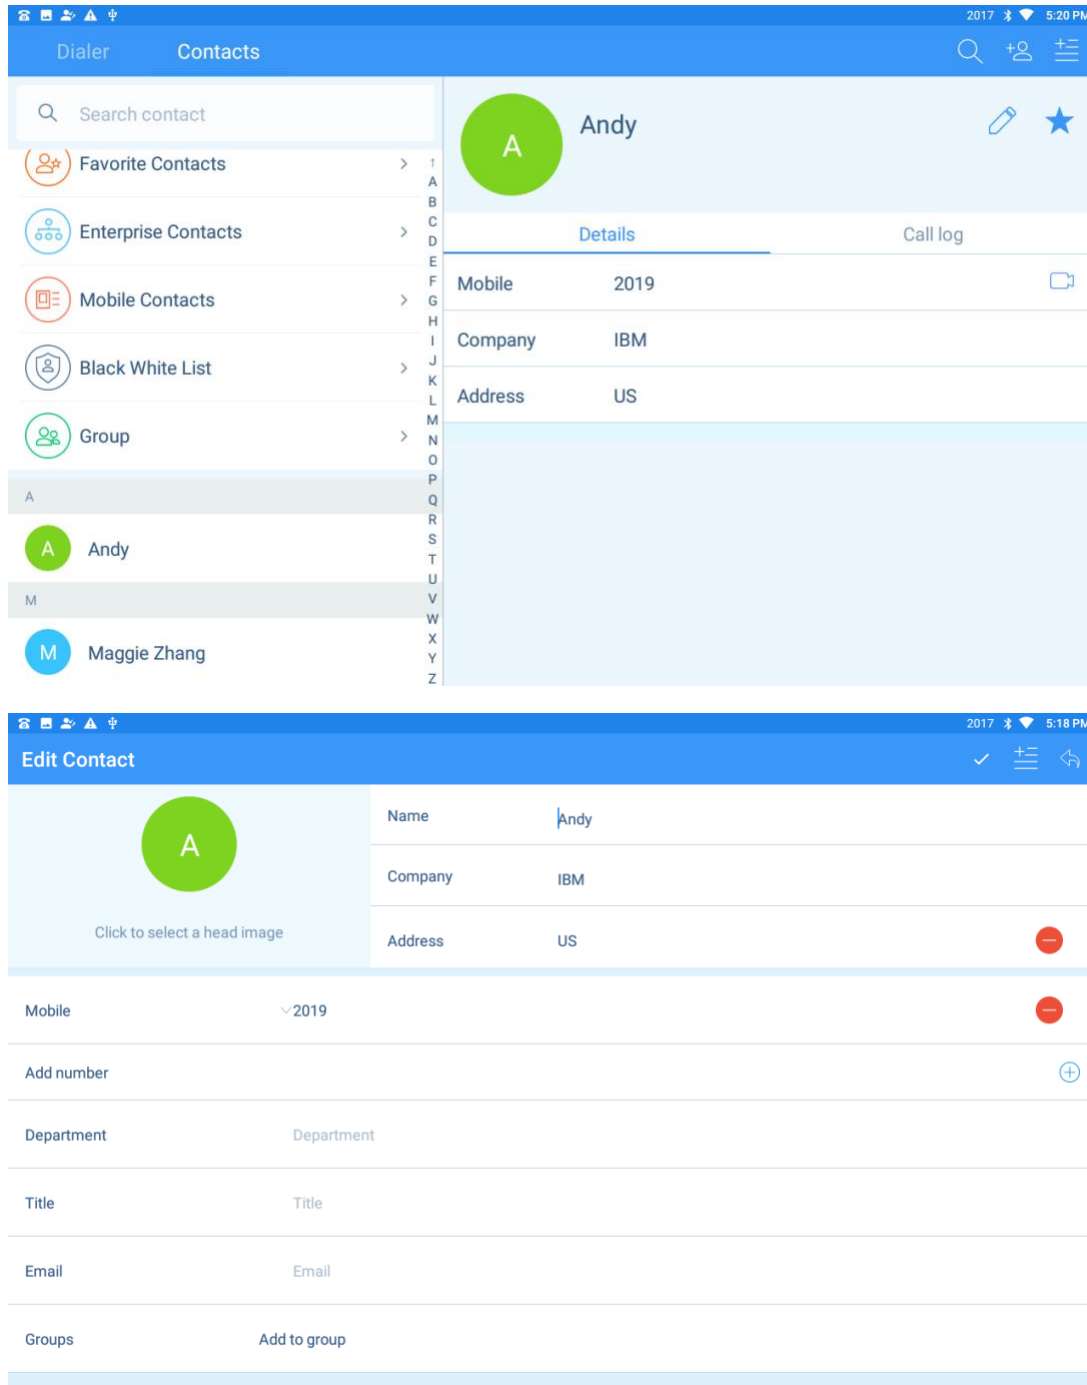 2017 5:20 PM
Dialer Contacts
Search contact
Favorite Contacts
Enterprise Contacts
Mobile Contacts
Black White List
Group
A
A Andy
M
M Maggie Zhang
↑
A
B
C
D
E
F
G
H
I
J
K
L
M
N
O
P
Q
R
S
T
U
V
W
X
Y
Z
A Andy
Details Call log
Mobile 2019
Company IBM
Address US
2017 5:18 PM
Edit Contact
A
Click to select a head image
Name Andy
Company IBM
Address US
Mobile 2019
Add number
Department Department
Title Title
Email Email
Groups Add to group